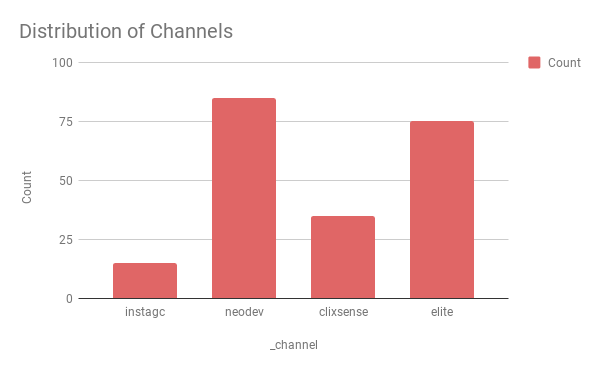 Distribution of Channels
Count
100
75
50
25
0
Count
instagc neodev clixsense elite
_channel